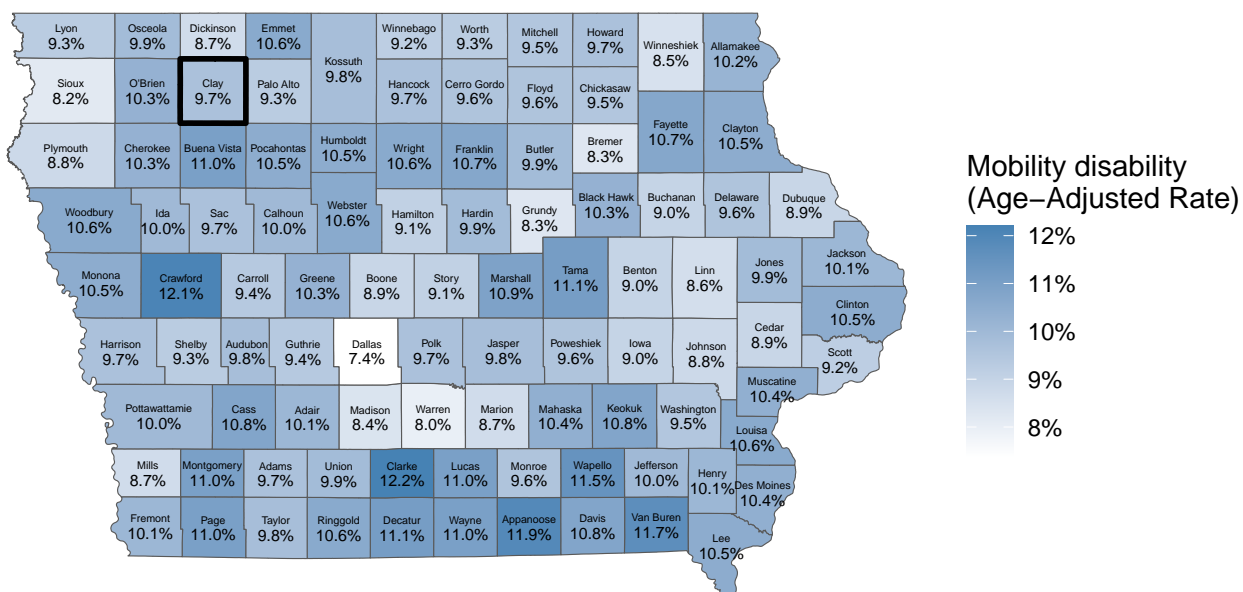 Lyon
9.3%
Osceola
9.9%
Dickinson
8.7%
Emmet
10.6%
Kossuth
9.8%
Winnebago
9.2%
Worth
9.3%
Mitchell
9.5%
Howard
9.7%
Winneshiek
8.5%
Allamakee
10.2%
Sioux
8.2%
O'Brien
10.3%
Clay
9.7%
Palo Alto
9.3%
Hancock
9.7%
Cerro Gordo
9.6%
Floyd
9.6%
Chickasaw
9.5%
Fayette
10.7%
Clayton
10.5%
Plymouth
8.8%
Cherokee
10.3%
Buena Vista
11.0%
Pocahontas
10.5%
Humboldt
10.5%
Wright
10.6%
Franklin
10.7%
Butler
9.9%
Bremer
8.3%
Woodbury
10.6%
Ida
10.0%
Sac
9.7%
Calhoun
10.0%
Webster
10.6%
Hamilton
9.1%
Hardin
9.9%
Grundy
8.3%
Black Hawk
10.3%
Buchanan
9.0%
Delaware
9.6%
Dubuque
8.9%
Monona
10.5%
Crawford
12.1%
Carroll
9.4%
Greene
10.3%
Boone
8.9%
Story
9.1%
Marshall
10.9%
Tama
11.1%
Benton
9.0%
Linn
8.6%
Jones
9.9%
Jackson
10.1%
Clinton
10.5%
Harrison
9.7%
Shelby
9.3%
Audubon
9.8%
Guthrie
9.4%
Dallas
7.4%
Polk
9.7%
Jasper
9.8%
Poweshiek
9.6%
Iowa
9.0%
Johnson
8.8%
Cedar
8.9%
Scott
9.2%
Muscatine
10.4%
Pottawattamie
10.0%
Cass
10.8%
Adair
10.1%
Madison
8.4%
Warren
8.0%
Marion
8.7%
Mahaska
10.4%
Keokuk
10.8%
Washington
9.5%
Louisa
10.6%
Mills
8.7%
Montgomery
11.0%
Adams
9.7%
Union
9.9%
Clarke
12.2%
Lucas
11.0%
Monroe
9.6%
Wapello
11.5%
Jefferson
10.0%
Henry
10.1%
Des Moines
10.4%
Fremont
10.1%
Page
11.0%
Taylor
9.8%
Ringgold
10.6%
Decatur
11.1%
Wayne
11.0%
Appanoose
11.9%
Davis
10.8%
Van Buren
11.7%
Lee
10.5%
Mobility disability
(Age−Adjusted Rate)
12%
11%
10%
9%
8%